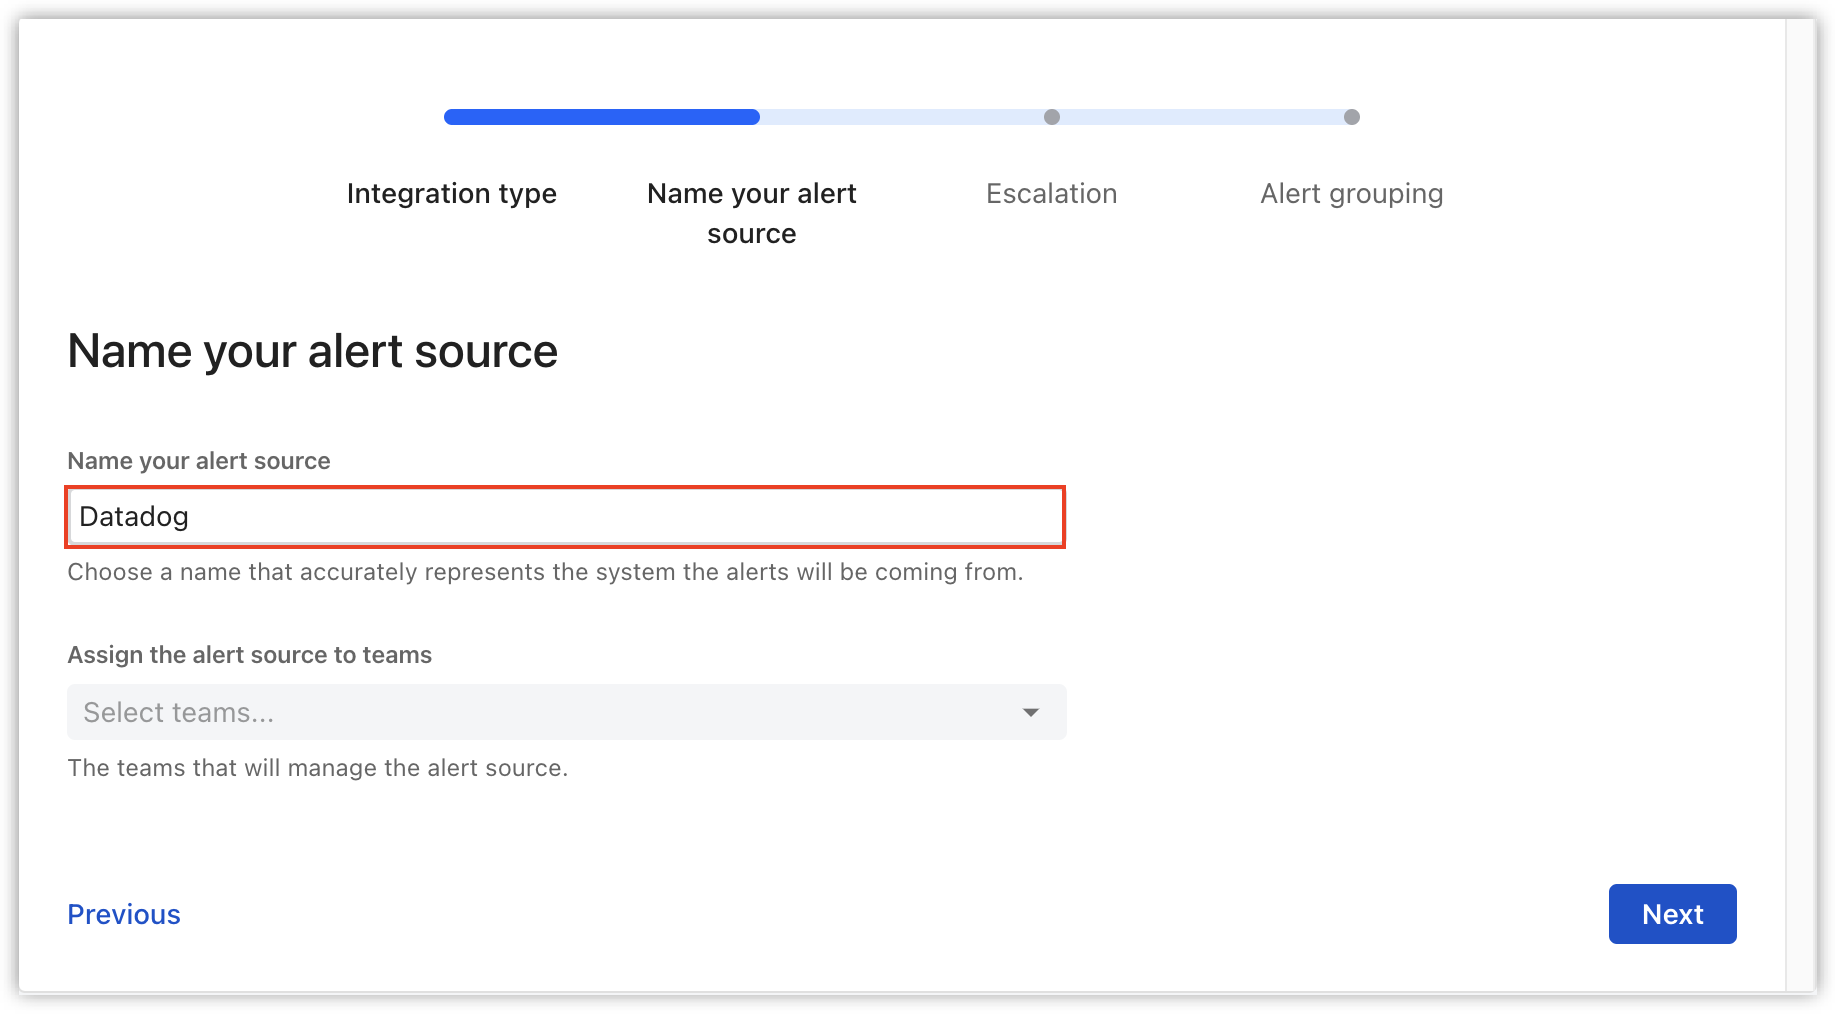 Integration type
Name your alert
source
Escalation
Alert grouping
Name your alert source
Name your alert source
Datadog
Choose a name that accurately represents the system the alerts will be coming from.
Assign the alert source to teams
Select teams...
The teams that will manage the alert source.
Previous
Next